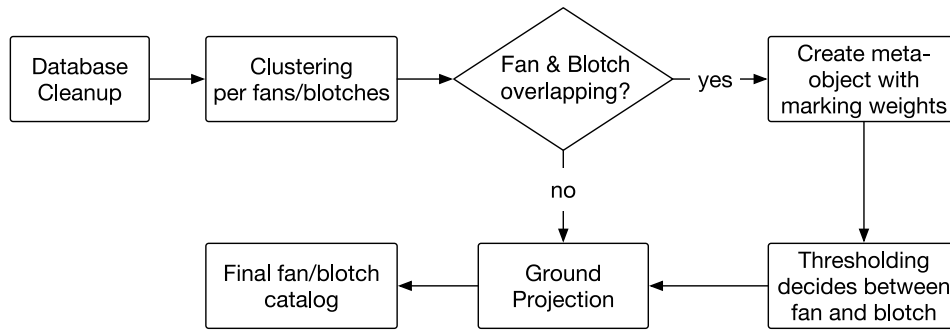 Database
Cleanup
Clustering
per fans/blotches
Fan & Blotch
overlapping?
yes
Create meta-
object with
marking weights
no
Final fan/blotch
catalog
Ground
Projection
Thresholding
decides between
fan and blotch